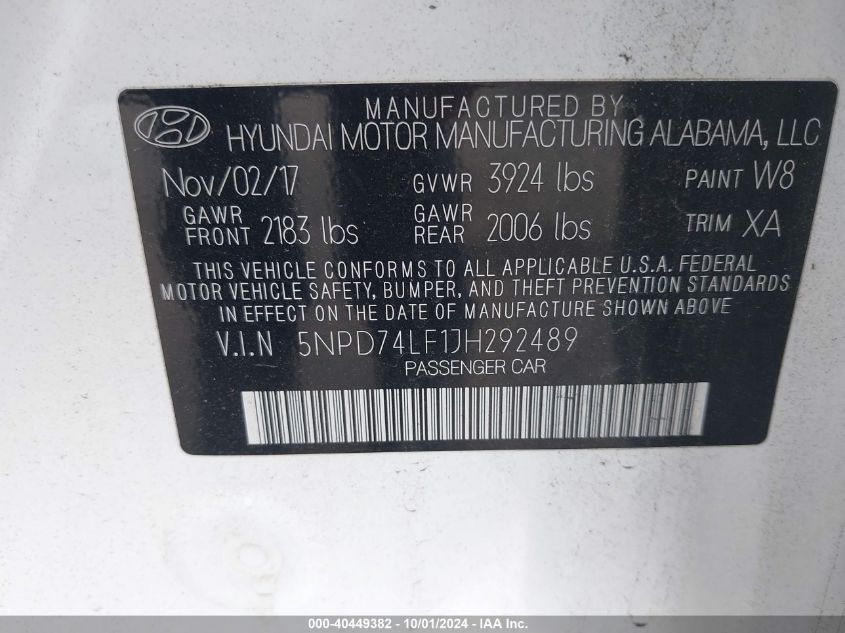 MANUFACTURED BY
HYUNDAI MOTOR MANUFACTURING ALABAMA, LLC
Nov/02/17 GVWR 3924 lbs PAINT W8
GAWR FRONT 2183 lbs GAWR REAR 2006 lbs TRIM XA
THIS VEHICLE CONFORMS TO ALL APPLICABLE U.S.A. FEDERAL
MOTOR VEHICLE SAFETY, BUMPER, AND THEFT PREVENTION STANDARDS
IN EFFECT ON THE DATE OF MANUFACTURE SHOWN ABOVE
V.I.N 5NPD74LF1JH292489
PASSENGER CAR
000-40449382 - 10/01/2024 - IAA Inc.